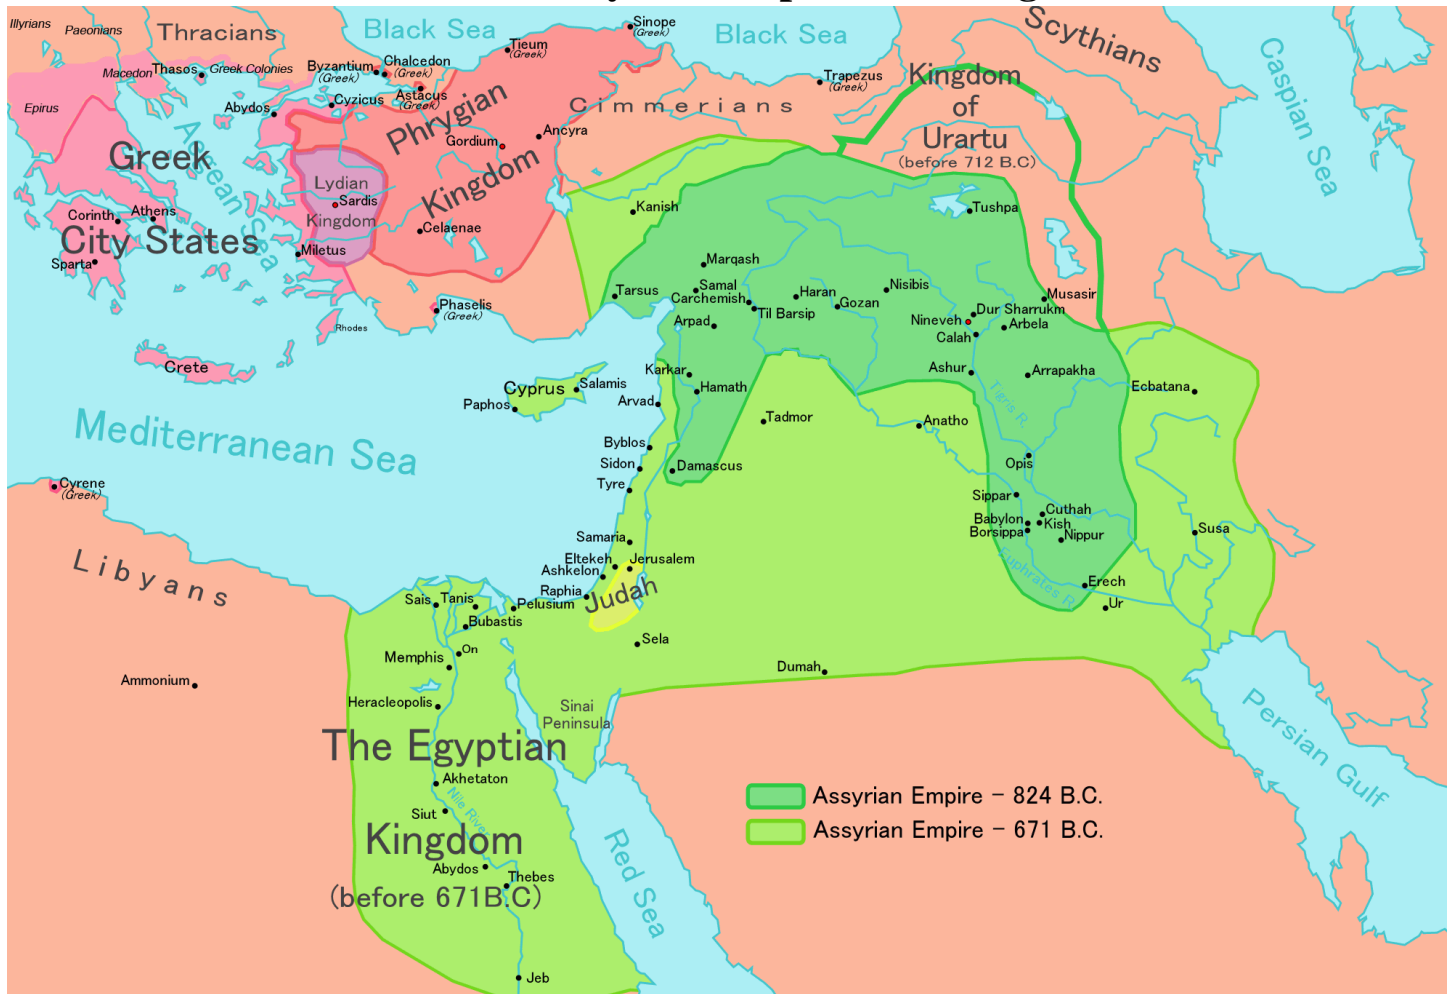 Illyrians
Paeonians
Thracians
Black Sea
Sinope
(Greek)
Black Sea
Scythians
Caspian Sea
Macedon
Thasos
Greek Colonies
Byzantium
(Greek)
Chalcedon
(Greek)
Tieum
(Greek)
Astacus
(Greek)
Trapezus
(Greek)
Kingdom
of
Urartu
(before 712 B.C)
Epirus
Abydos
Cyzicus
Cimmerians
Phrygian
Kingdom
Gordium
Ancyra
Greek
City States
Aegean Sea
Lydian
Kingdom
Sardis
Celaenae
Kanish
Tushpa
Corinth
Athens
Sparta
Miletus
Marqash
Tarsus
Samal
Carchemish
Haran
Til Barsip
Gozan
Nisibis
Musasir
Dur Sharrukm
Nineveh
Arbela
Calah
Phaselis
(Greek)
Rhodes
Arpad
Crete
Cyprus
Salamis
Paphos
Karkar
Hamath
Arvad
Ashur
Arrapakha
Ecbatana
Tigris R.
Mediterranean Sea
Tadmor
Anatho
Byblos
Sidon
Damascus
Tyre
Opis
Cyrene
(Greek)
Sippar
Cuthah
Babylon
Kish
Borsippa
Nippur
Susa
Libyans
Samaria
Eltekeh
Jerusalem
Ashkelon
Raphia
Judah
Euphrates R.
Erech
Ur
Sais
Tanis
Pelusium
Bubastis
On
Memphis
Sela
Dumah
Ammonium
Heracleopolis
Sinai
Peninsula
The Egyptian
Kingdom
(before 671B.C)
Persian Gulf
Akhetaton
Siut
Nile River
Abydos
Thebes
Jeb
Red Sea
Assyrian Empire - 824 B.C.
Assyrian Empire - 671 B.C.